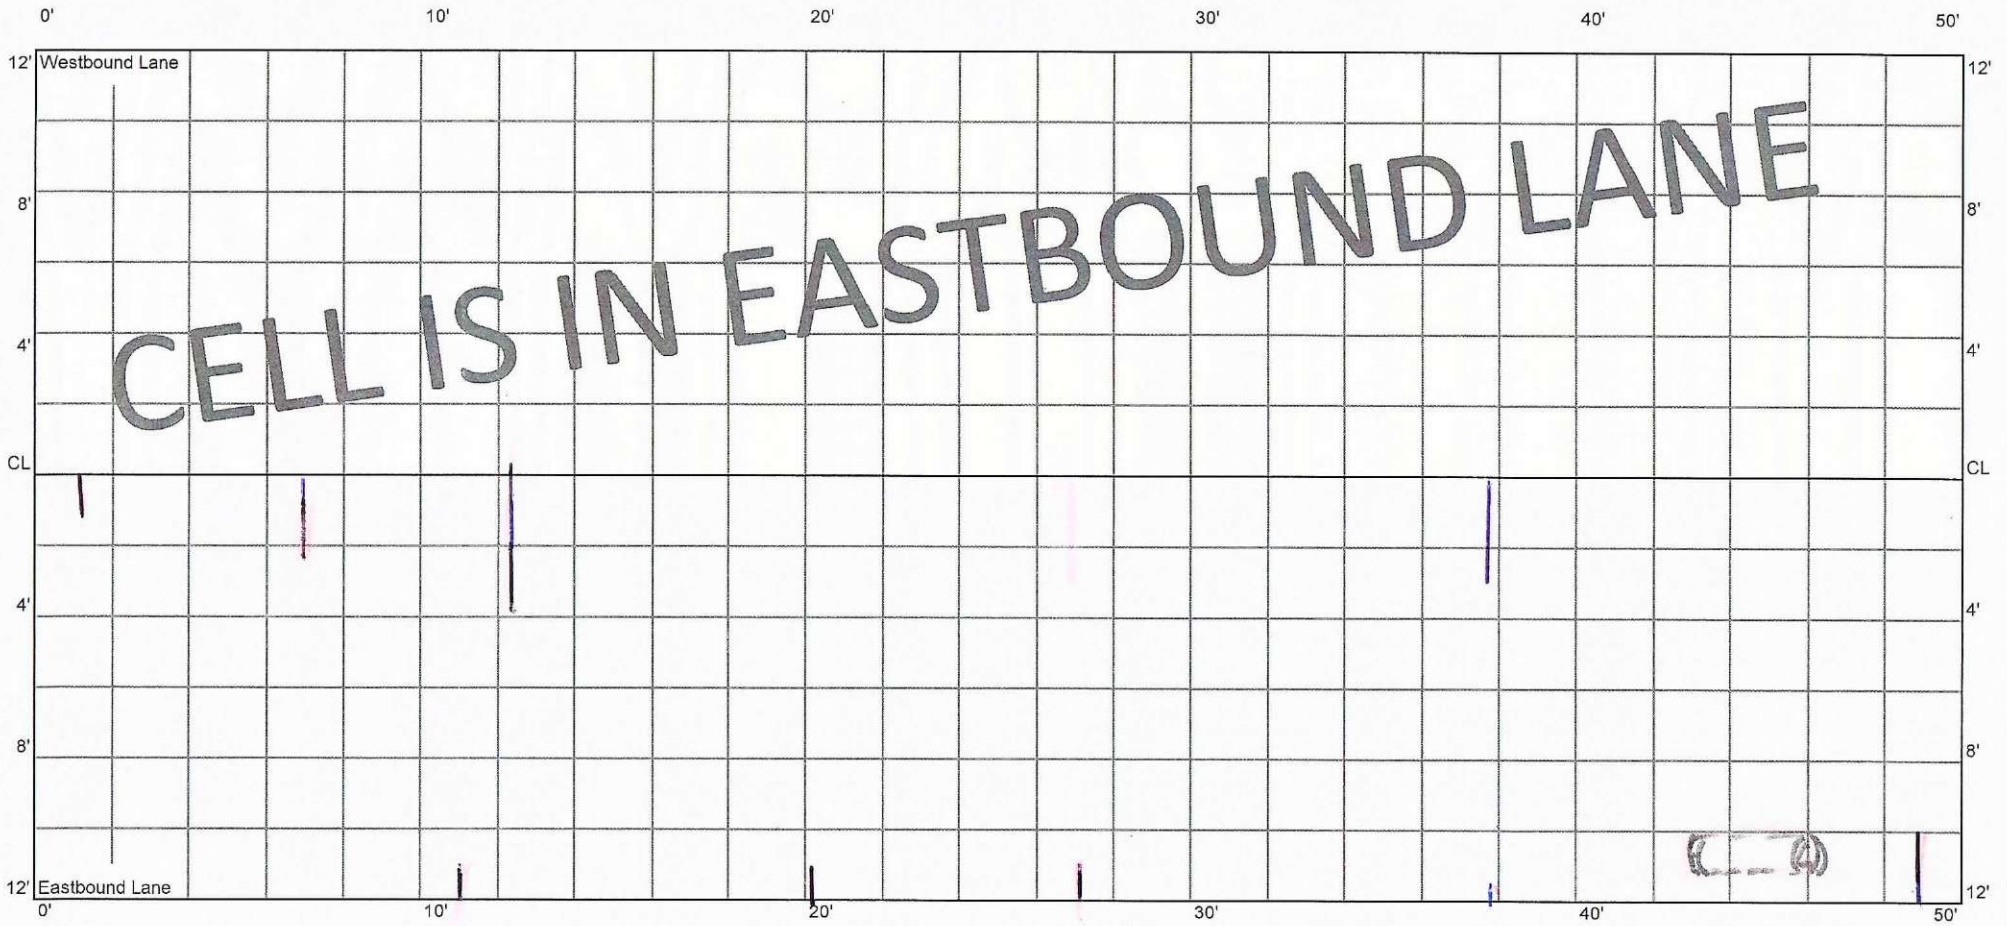 0' 10' 20' 30' 40' 50'
12' Westbound Lane 12'
8' 8'
4' 4'
CELL IS IN EASTBOUND LANE
CL CL
4' 4'
8' 8'
12' Eastbound Lane 12'
0' 10' 20' 30' 40' 50'